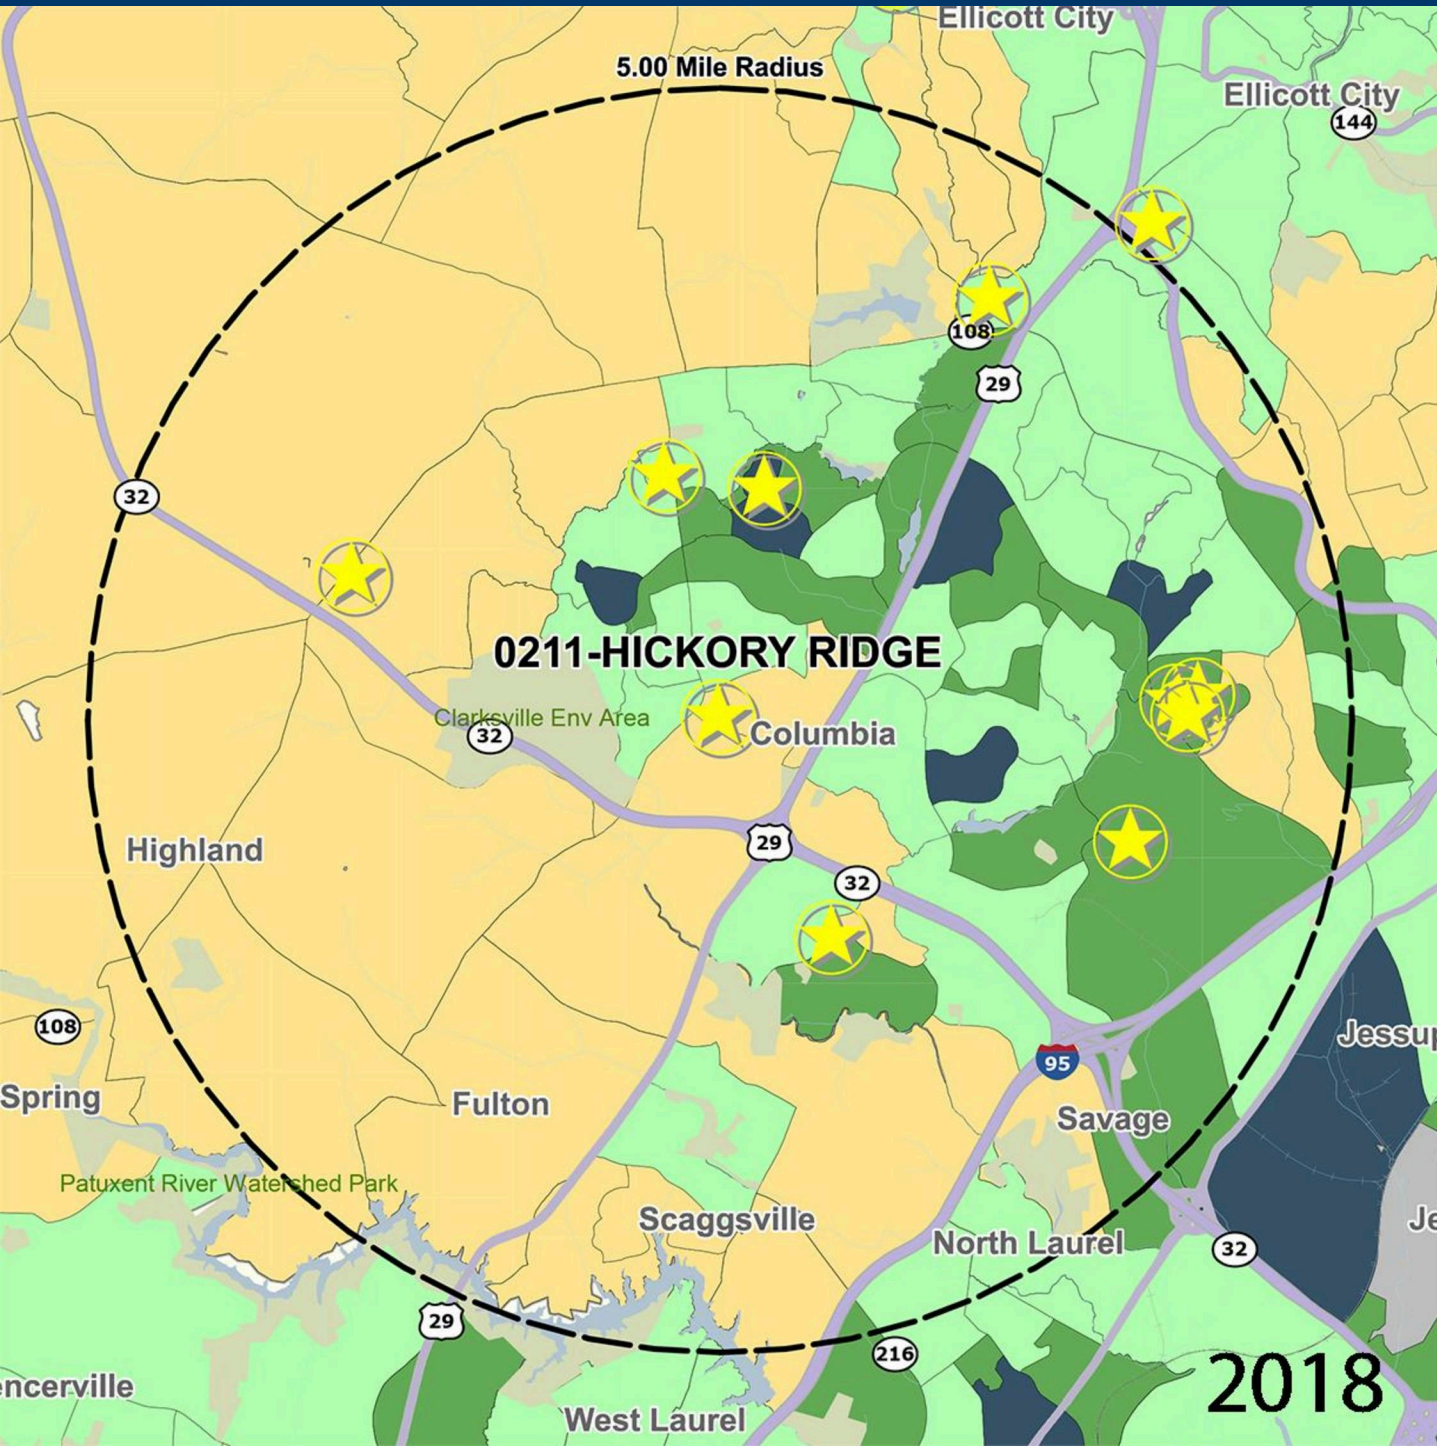 Ellicott City
5.00 Mile Radius
Ellicott City
144
108
29
32
0211-HICKORY RIDGE
Clarksville Env Area
32
Columbia
29
Highland
32
108
Jessup
95
Spring
Fulton
Savage
Patuxent River Watershed Park
Scaggsville
Je
North Laurel
32
29
216
2018
encerville
West Laurel